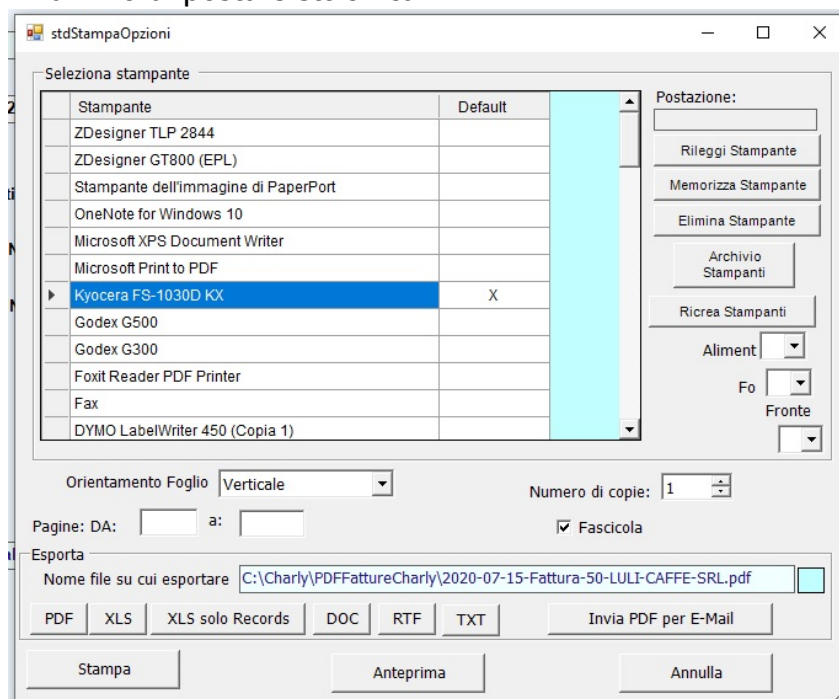 stdStampaOpzioni
Seleziona stampante
Stampante Default
ZDesigner TLP 2844
ZDesigner GT800 (EPL)
Stampante dell'immagine di PaperPort
OneNote for Windows 10
Microsoft XPS Document Writer
Microsoft Print to PDF
Kyocera FS-1030D KX X
Godex G500
Godex G300
Foxit Reader PDF Printer
Fax
DYMO LabelWriter 450 (Copia 1)
Postazione:
Rileggi Stampante
Memorizza Stampante
Elimina Stampante
Archivio
Stampanti
Ricrea Stampanti
Aliment
Fo
Fronte
Orientamento Foglio Verticale
Numero di copie: 1
Pagine: DA: a:
Fascicola
Esporta
Nome file su cui esportare C:\Charly\PDFFattureCharly\2020-07-15-Fattura-50-LULI-CAFFE-SRL.pdf
PDF XLS XLS solo Records DOC RTF TXT Invia PDF per E-Mail
Stampa Anteprima Annulla